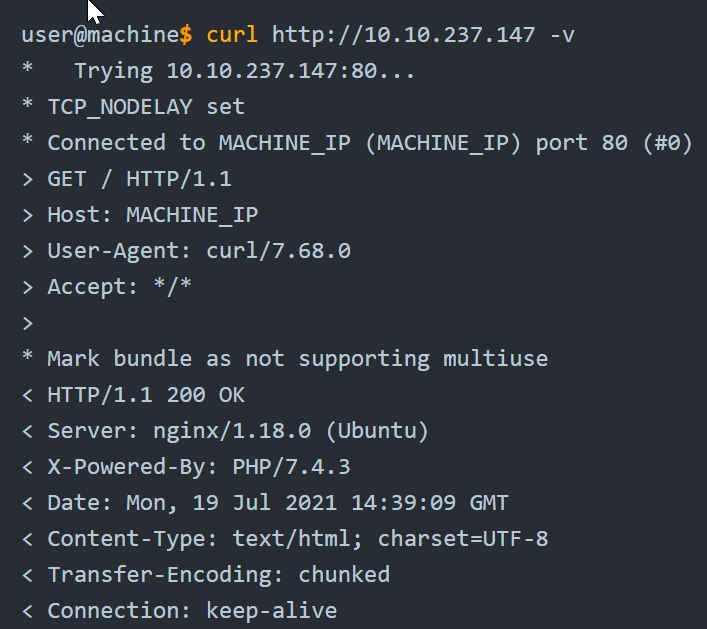 user@machine$ curl http://10.10.237.147 -v
*   Trying 10.10.237.147:80...
* TCP_NODELAY set
* Connected to MACHINE_IP (MACHINE_IP) port 80 (#0)
> GET / HTTP/1.1
> Host: MACHINE_IP
> User-Agent: curl/7.68.0
> Accept: */*
>
* Mark bundle as not supporting multiuse
< HTTP/1.1 200 OK
< Server: nginx/1.18.0 (Ubuntu)
< X-Powered-By: PHP/7.4.3
< Date: Mon, 19 Jul 2021 14:39:09 GMT
< Content-Type: text/html; charset=UTF-8
< Transfer-Encoding: chunked
< Connection: keep-alive